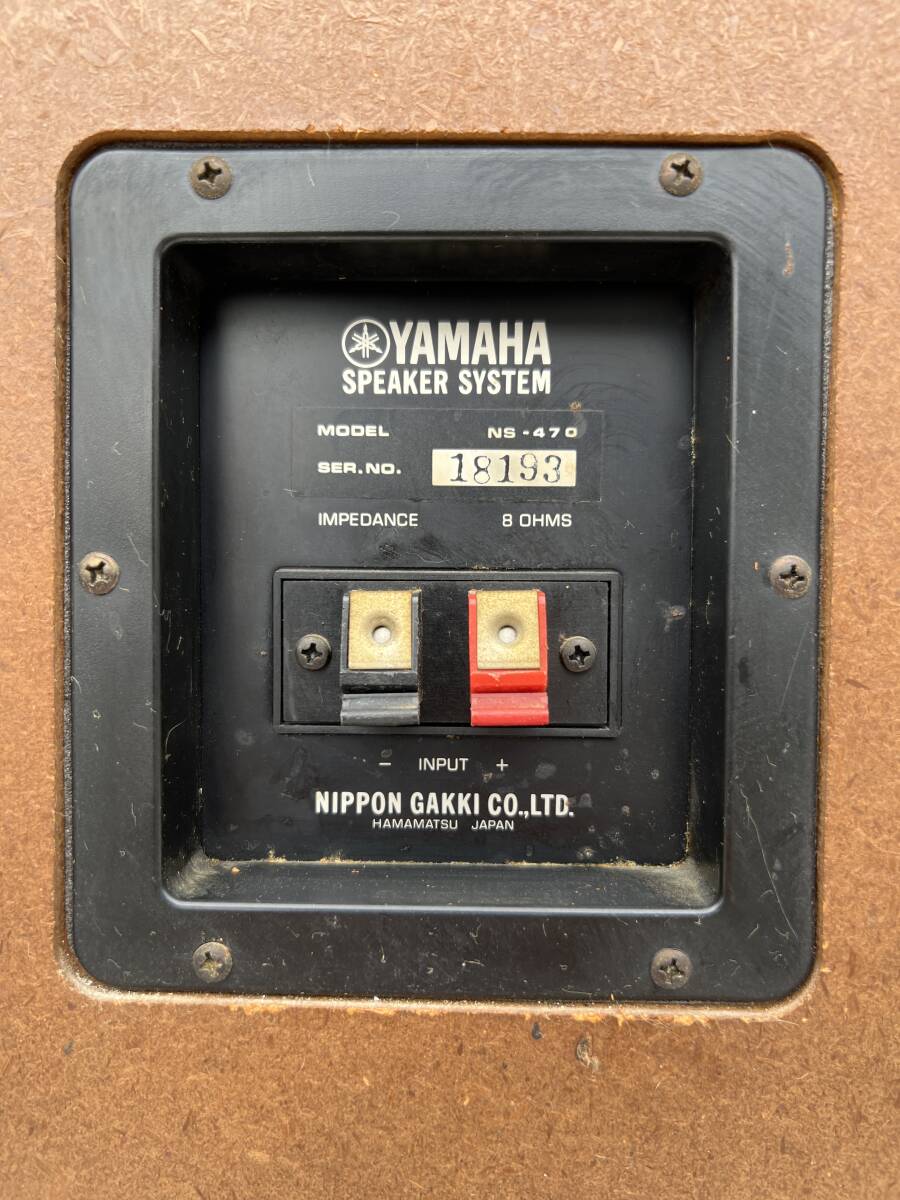 YAMAHA
SPEAKER SYSTEM
MODEL NS-470
SER.NO. 18193
IMPEDANCE 8 OHMS
- INPUT +
NIPPON GAKKI CO.,LTD.
HAMAMATSU JAPAN